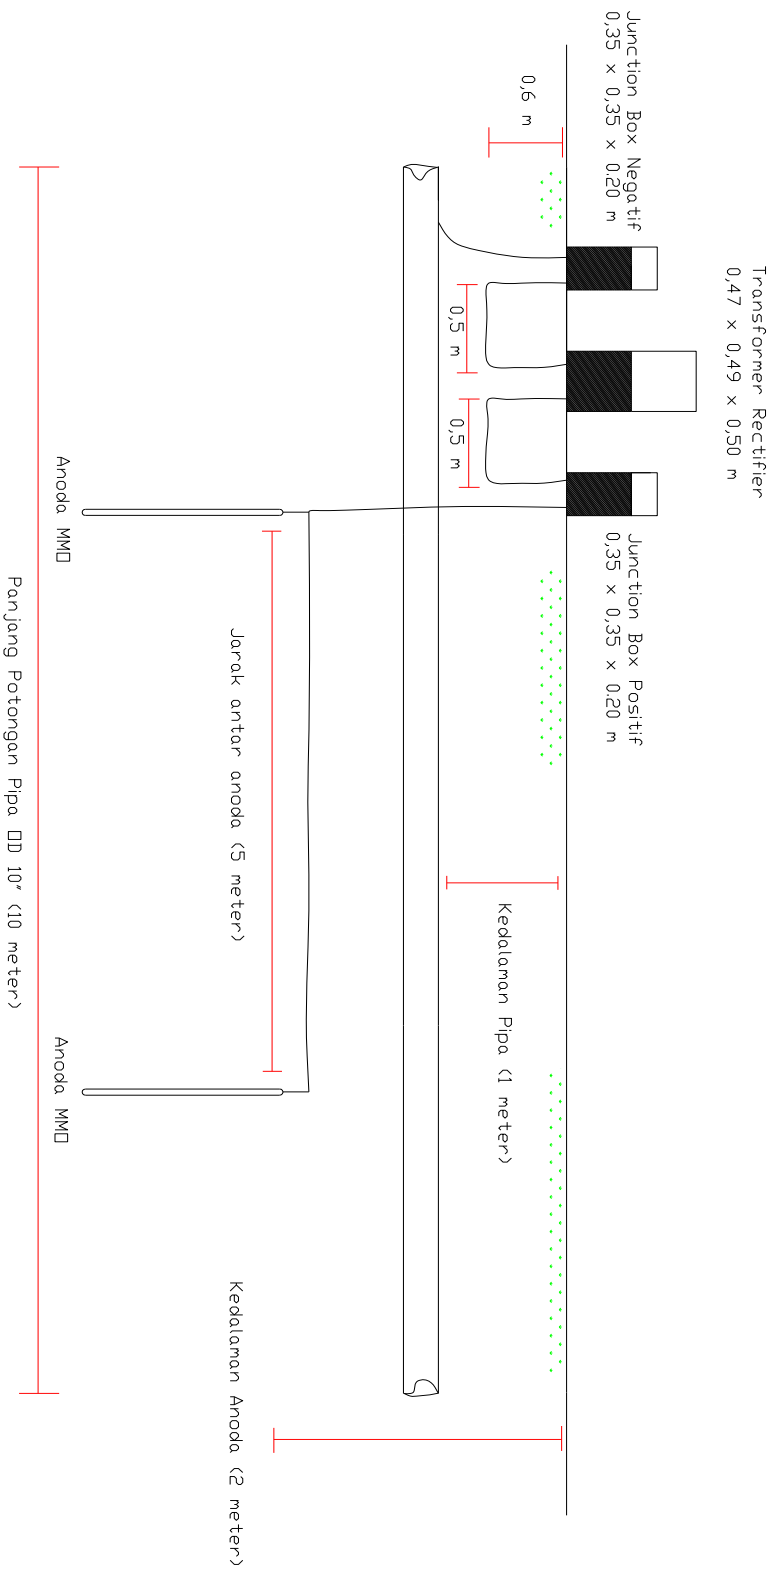 Transformer Rectifier
0,47 x 0,49 x 0,50 m
Junction Box Negatif
0,35 x 0,35 x 0.20 m
Junction Box Positif
0,35 x 0,35 x 0.20 m
0,6 m
0,5 m
0,5 m
Kedalaman Pipa (1 meter)
Jarak antar anoda (5 meter)
Kedalaman Anoda (2 meter)
Anoda MM□
Anoda MM□
Panjang Potongan Pipa □D 10" (10 meter)